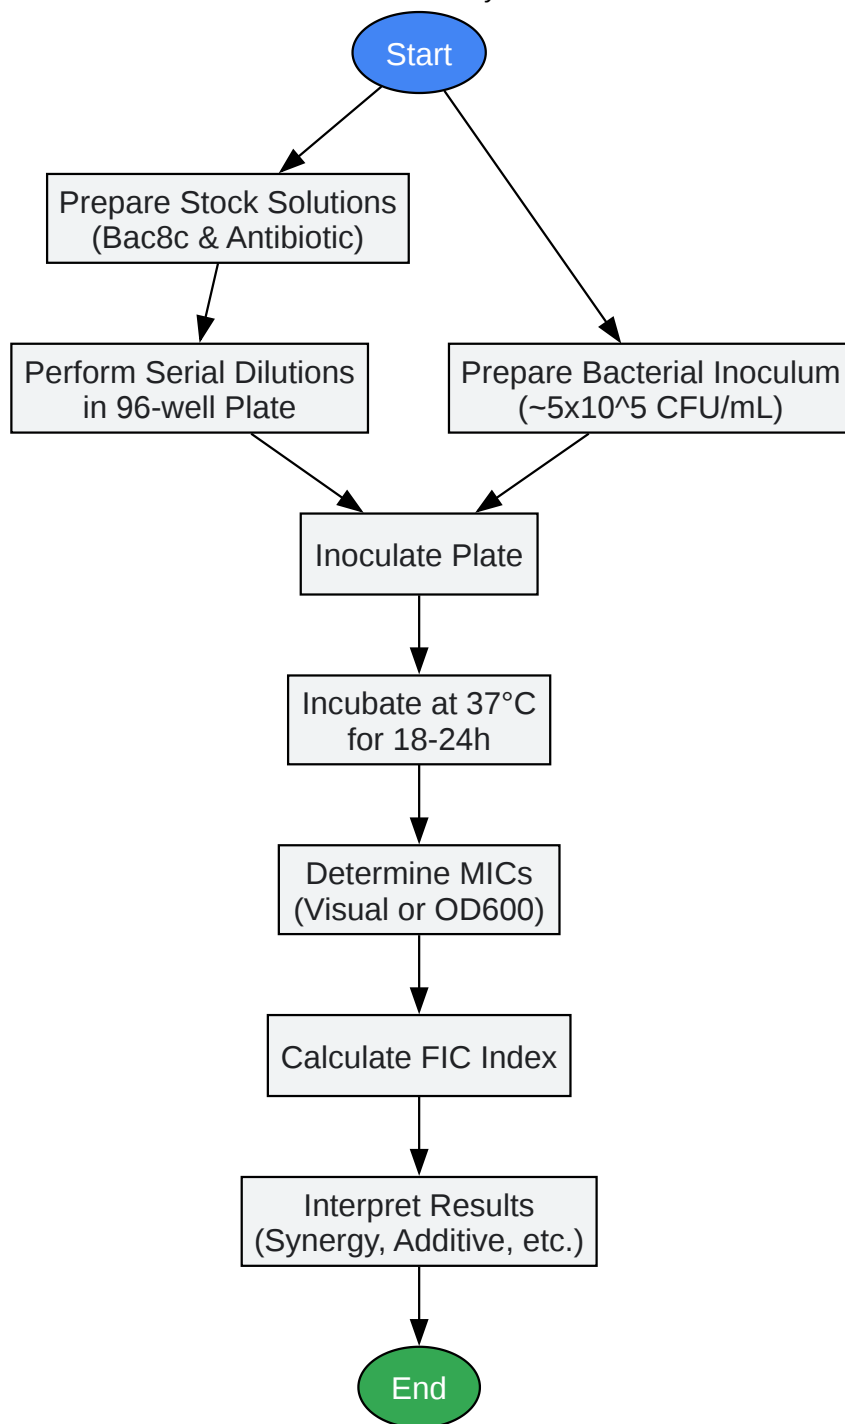 Start
Prepare Stock Solutions
(Bac8c & Antibiotic)
Perform Serial Dilutions
in 96-well Plate
Prepare Bacterial Inoculum
(~5x10^5 CFU/mL)
Inoculate Plate
Incubate at 37°C
for 18-24h
Determine MICs
(Visual or OD600)
Calculate FIC Index
Interpret Results
(Synergy, Additive, etc.)
End